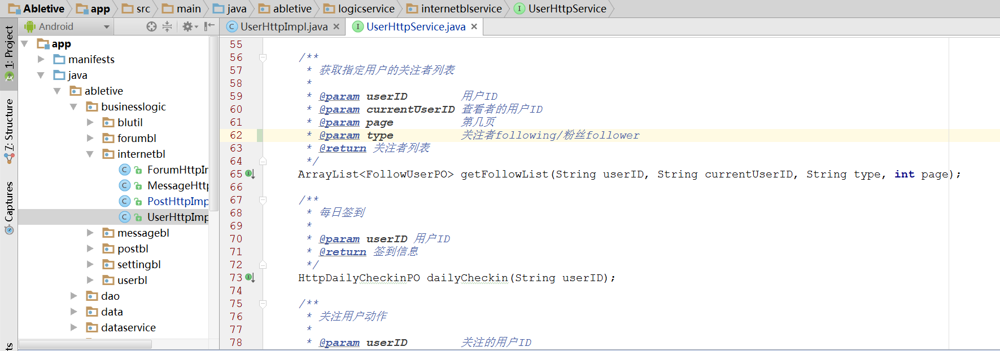 Abletive app src main java abletive logicservice internetblservice UserHttpService
Android
UserHttpImpl.java
UserHttpService.java
1: Project
7: Structure
Captures
app
manifests
java
abletive
businesslogic
blutil
forumbl
internetbl
ForumHttpIr
MessageHttp
PostHttpImp
UserHttpImp
messagebl
postbl
settingbl
userbl
dao
data
dataservice
55
56 /**
57 * 获取指定用户的关注者列表
58 *
59 * @param userID 用户ID
60 * @param currentUserID 查看者的用户ID
61 * @param page 第几页
62 * @param type 关注者following/粉丝follower
63 * @return 关注者列表
64 */
65 ArrayList<FollowUserPO> getFollowList(String userID, String currentUserID, String type, int page);
66
67 /**
68 * 每日签到
69 *
70 * @param userID 用户ID
71 * @return 签到信息
72 */
73 HttpDailyCheckinPO dailyCheckin(String userID);
74
75 /**
76 * 关注用户动作
77 *
78 * @param userID 关注的用户ID